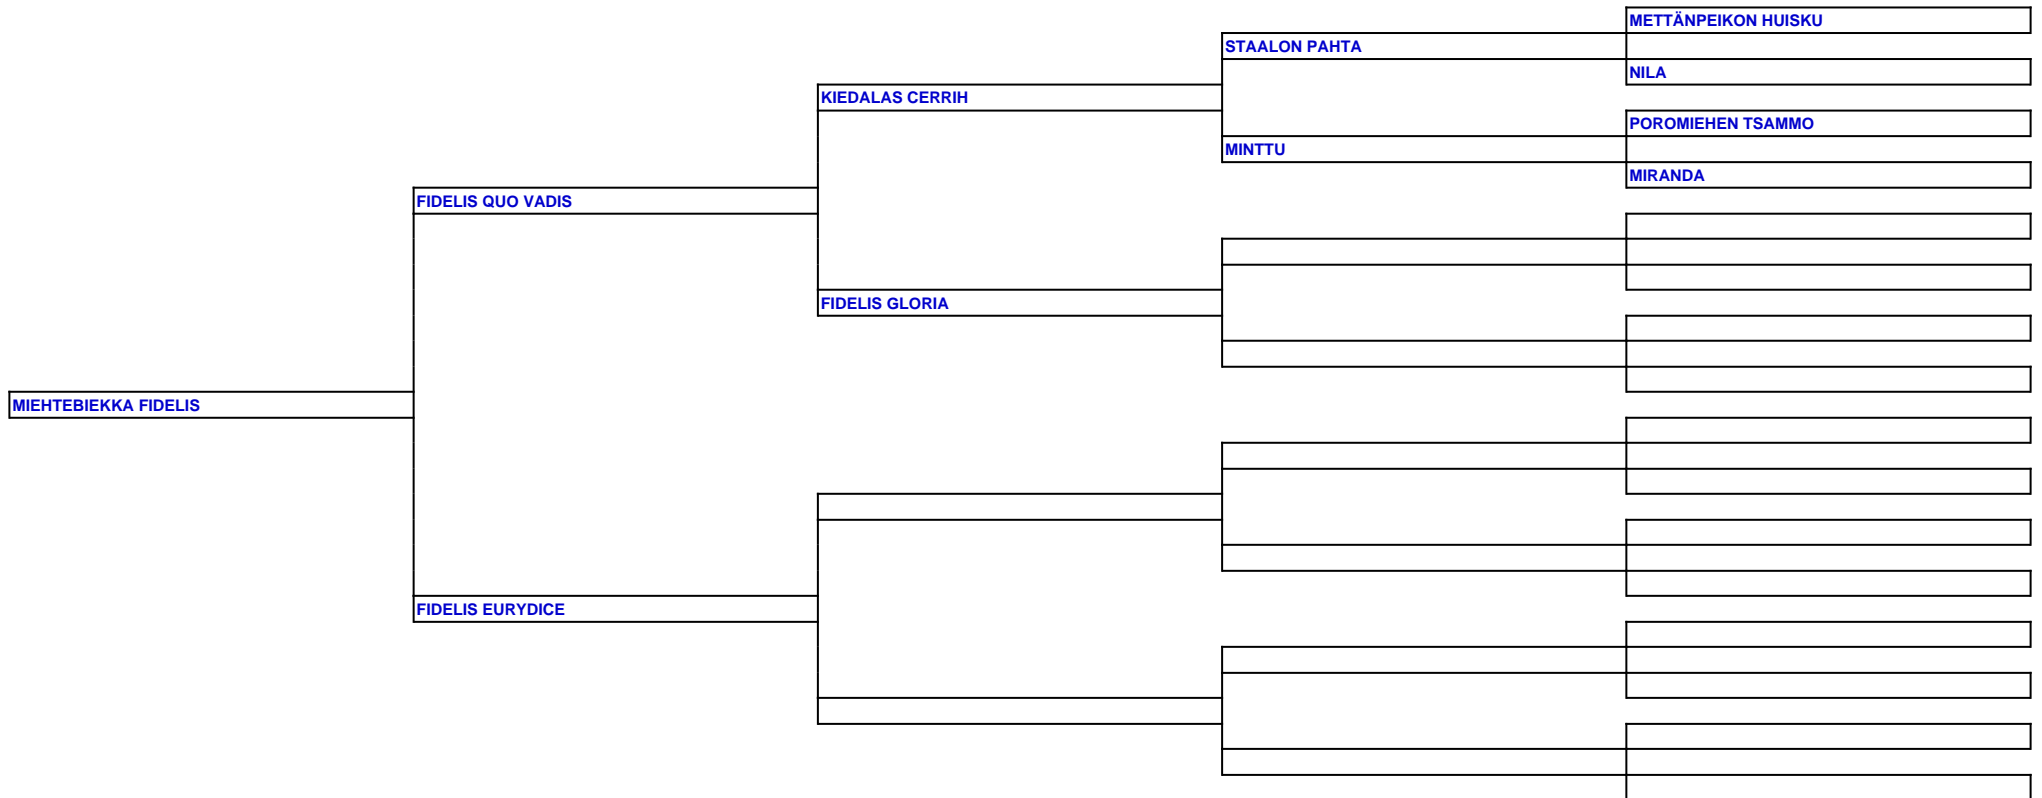 METTÄNPEIKON HUISKU
STAALON PAHTA
NILA
KIEDALAS CERRIH
POROMIEHEN TSAMMO
MINTTU
MIRANDA
FIDELIS QUO VADIS
FIDELIS GLORIA
MIEHTEBIEKKA FIDELIS
FIDELIS EURYDICE